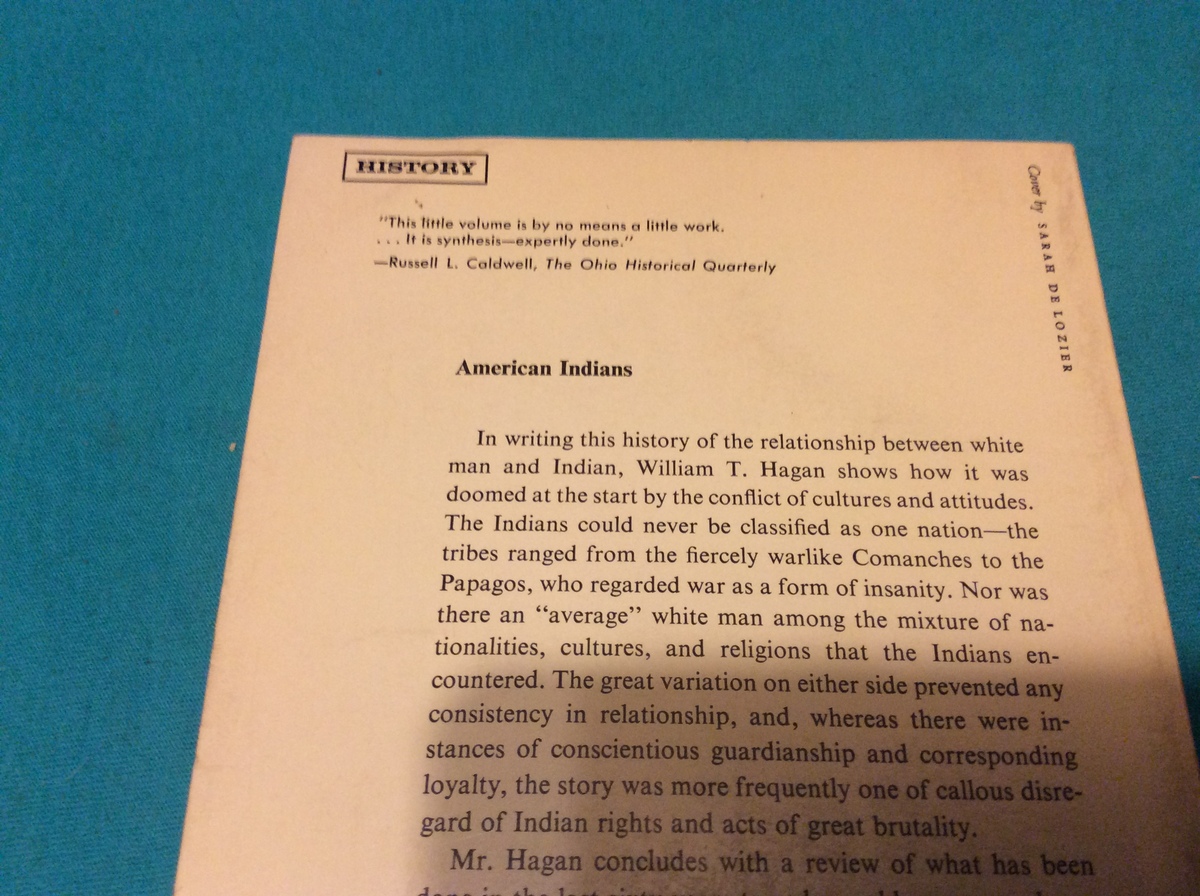 HISTORY
"This little volume is by no means a little work.
... It is synthesis—expertly done."
—Russell L. Caldwell, The Ohio Historical Quarterly
Cover by SARAH DE LOZIER
American Indians
In writing this history of the relationship between white
man and Indian, William T. Hagan shows how it was
doomed at the start by the conflict of cultures and attitudes.
The Indians could never be classified as one nation—the
tribes ranged from the fiercely warlike Comanches to the
Papagos, who regarded war as a form of insanity. Nor was
there an “average” white man among the mixture of na-
tionalities, cultures, and religions that the Indians en-
countered. The great variation on either side prevented any
consistency in relationship, and, whereas there were in-
stances of conscientious guardianship and corresponding
loyalty, the story was more frequently one of callous disre-
gard of Indian rights and acts of great brutality.
Mr. Hagan concludes with a review of what has been
done in the last sixty years